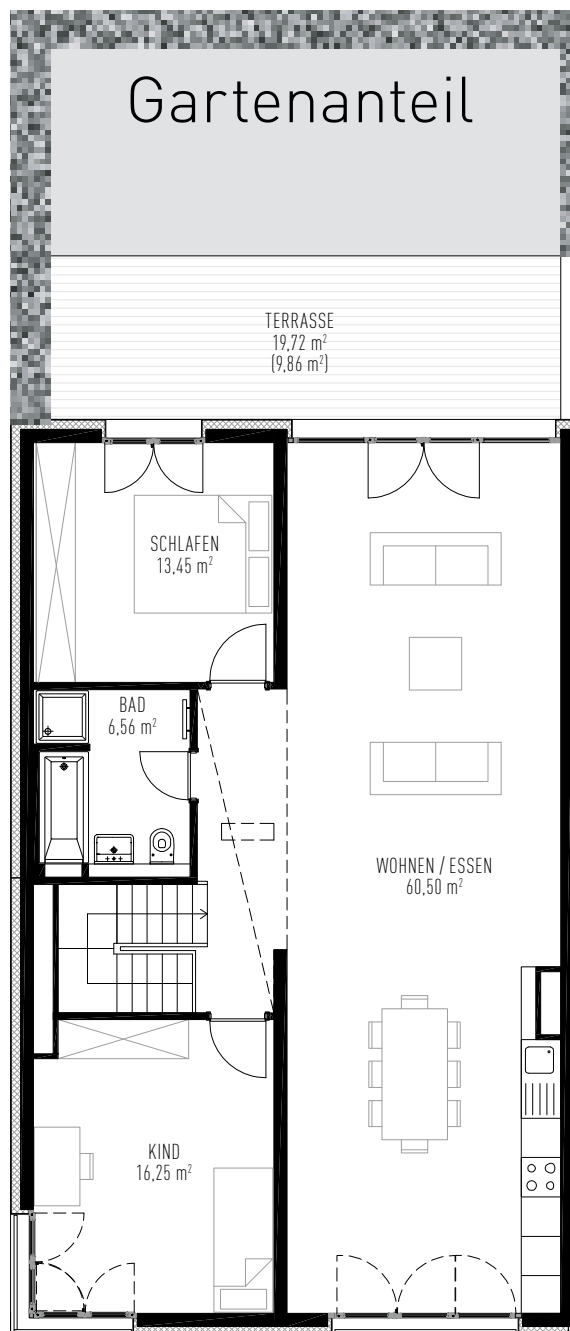 Gartenanteil
TERRASSE
19,72 m²
(9,86 m²)
SCHLAFEN
13,45 m²
BAD
6,56 m²
WOHNEN / ESSEN
60,50 m²
KIND
16,25 m²